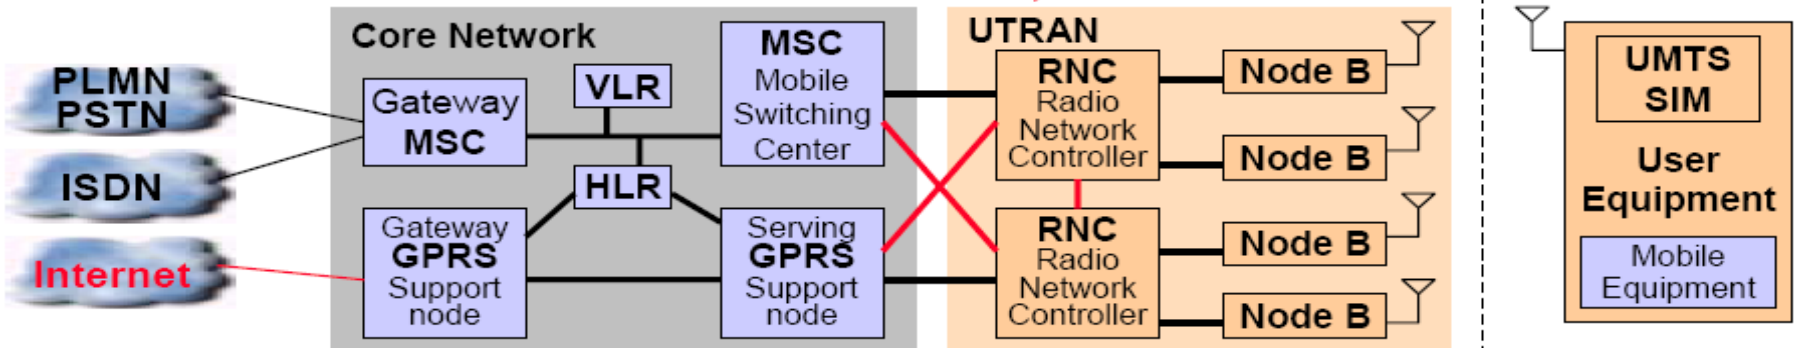 PLMN
PSTN
ISDN
Internet
Core Network
Gateway
MSC
VLR
HLR
MSC
Mobile
Switching
Center
Gateway
GPRS
Support
node
Serving
GPRS
Support
node
UTRAN
RNC
Radio
Network
Controller
RNC
Radio
Network
Controller
Node B
Node B
Node B
Node B
UMTS
SIM
User
Equipment
Mobile
Equipment